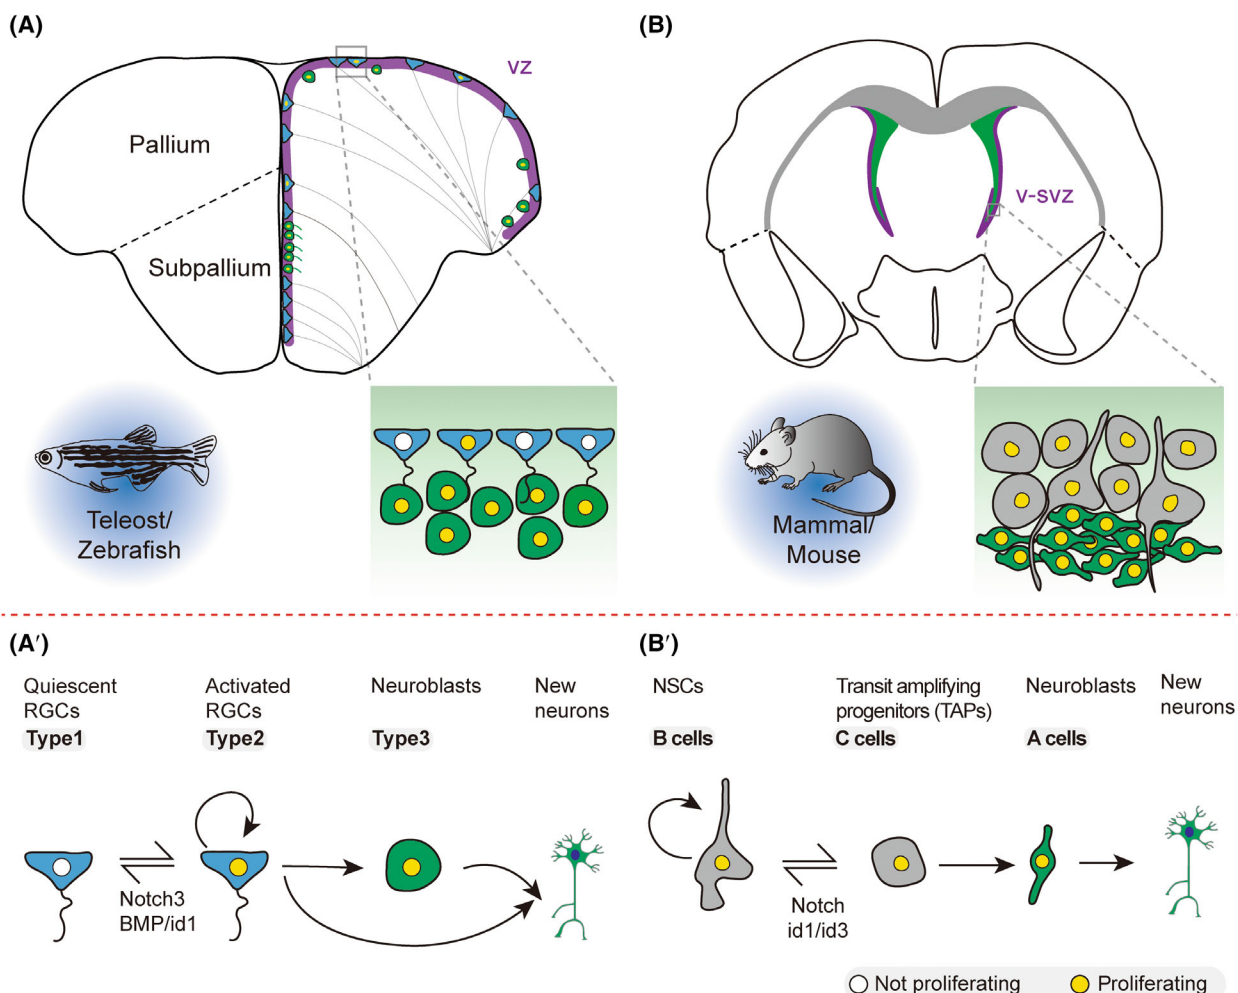 (A)
VZ
Pallium
Subpallium
Teleost/
Zebrafish
(B)
V-SVZ
Mammal/
Mouse
(A′)
Quiescent
RGCs
Type1
Activated
RGCs
Type2
Neuroblasts
Type3
New
neurons
Notch3
BMP/id1
(B′)
NSCs
B cells
Transit amplifying
progenitors (TAPs)
C cells
Neuroblasts
A cells
New
neurons
Notch
id1/id3
Not proliferating
Proliferating